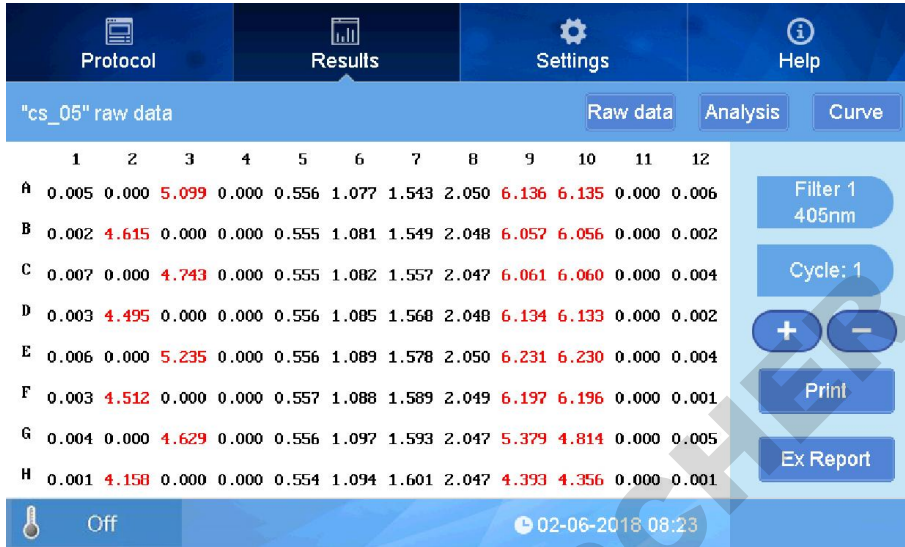 Protocol Results Settings Help
"cs_05" raw data Raw data Analysis Curve
1 2 3 4 5 6 7 8 9 10 11 12
A 0.005 0.000 5.099 0.000 0.556 1.077 1.543 2.050 6.136 6.135 0.000 0.006
B 0.002 4.615 0.000 0.000 0.555 1.081 1.549 2.048 6.057 6.056 0.000 0.002
C 0.007 0.000 4.743 0.000 0.555 1.082 1.557 2.047 6.061 6.060 0.000 0.004
D 0.003 4.495 0.000 0.000 0.556 1.085 1.568 2.048 6.134 6.133 0.000 0.002
E 0.006 0.000 5.235 0.000 0.556 1.089 1.578 2.050 6.231 6.230 0.000 0.004
F 0.003 4.512 0.000 0.000 0.557 1.088 1.589 2.049 6.197 6.196 0.000 0.001
G 0.004 0.000 4.629 0.000 0.556 1.097 1.593 2.047 5.379 4.814 0.000 0.005
H 0.001 4.158 0.000 0.000 0.554 1.094 1.601 2.047 4.393 4.356 0.000 0.001
Filter 1
405nm
Cycle: 1
+ −
Print
Ex Report
Off 02-06-2018 08:23